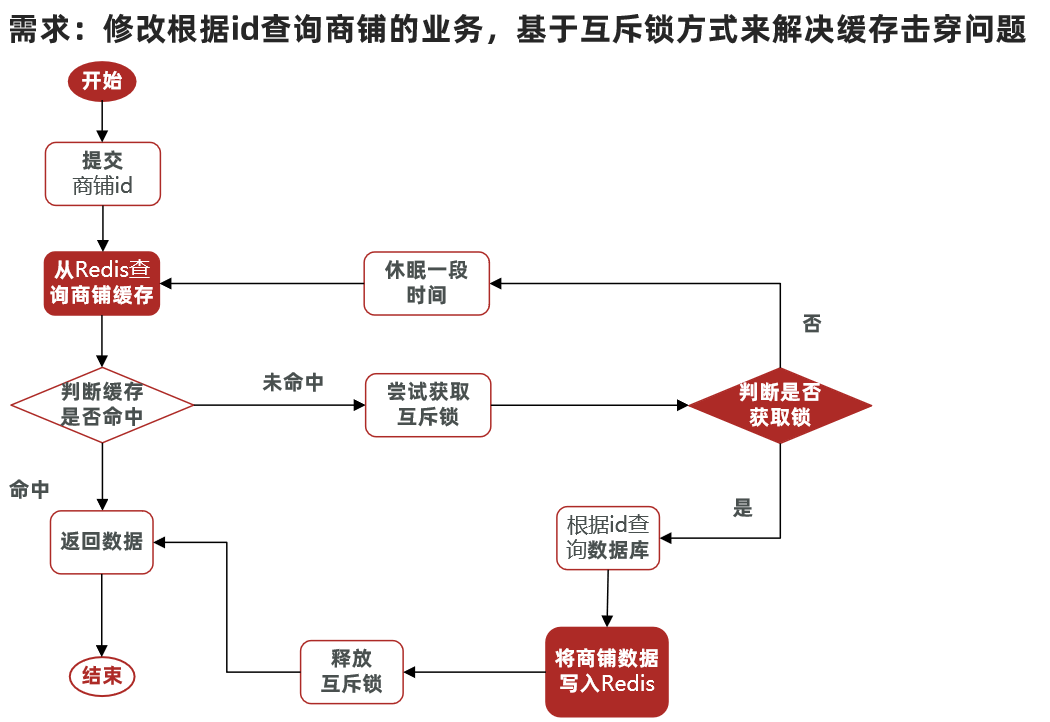 需求：修改根据id查询商铺的业务，基于互斥锁方式来解决缓存击穿问题
开始
提交
商铺id
从Redis查
询商铺缓存
休眠一段
时间
否
判断缓存
是否命中
未命中
尝试获取
互斥锁
判断是否
获取锁
命中
是
返回数据
根据id查
询数据库
释放
互斥锁
将商铺数据
写入Redis
结束